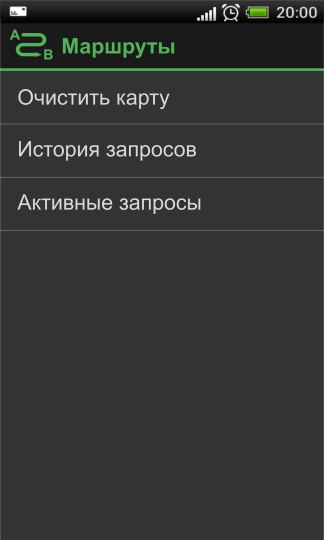 20:00
A
B
Маршруты
Очистить карту
История запросов
Активные запросы